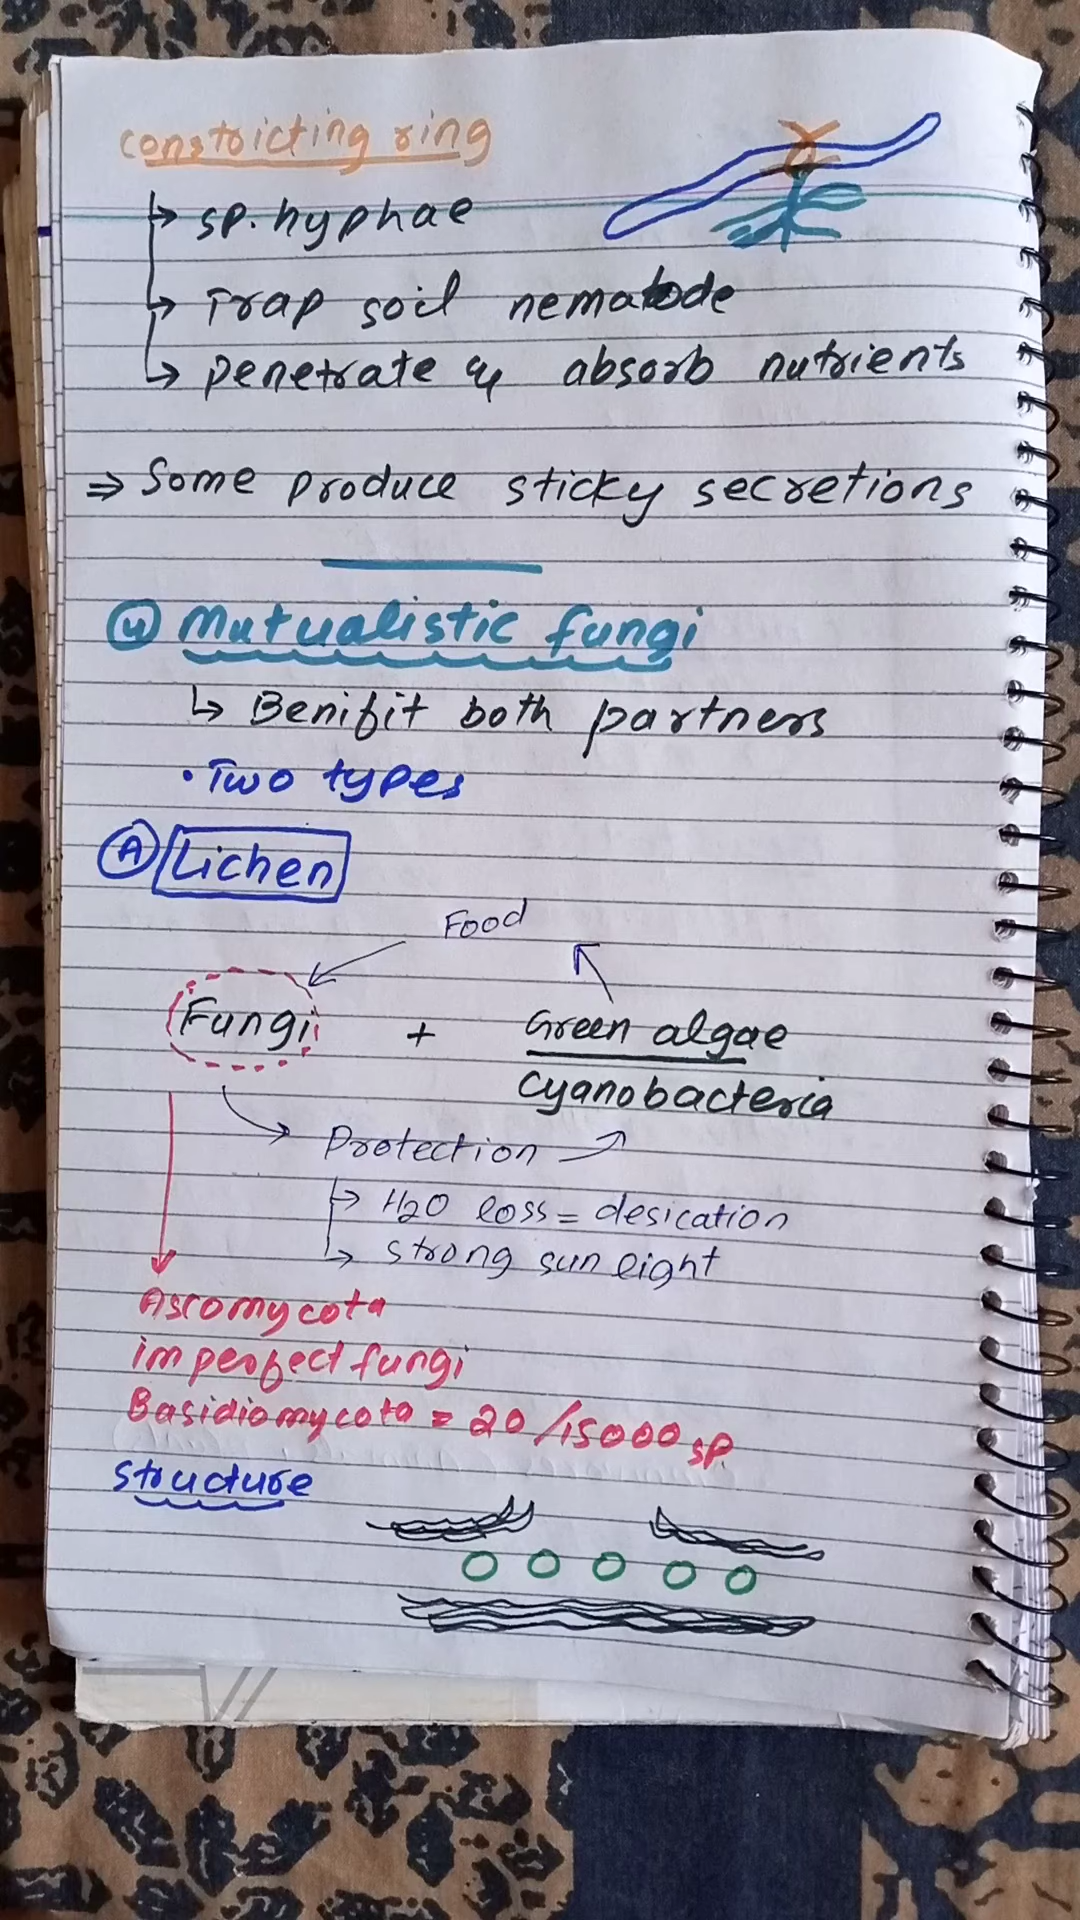 constricting ring
→ sp. hyphae
→ Trap soil nematode
→ penetrate & absorb nutrients
⇒ Some produce sticky secretions
④ Mutualistic fungi
↳ Benifit both partners
• Two types
Ⓐ Lichen
Food
Fungi + Green algae
Cyanobacteria
→ Protection
→ H2O loss = desication
→ strong sun light
Ascomycota
imperfect fungi
Basidiomycota = 20/15000 sp
structure